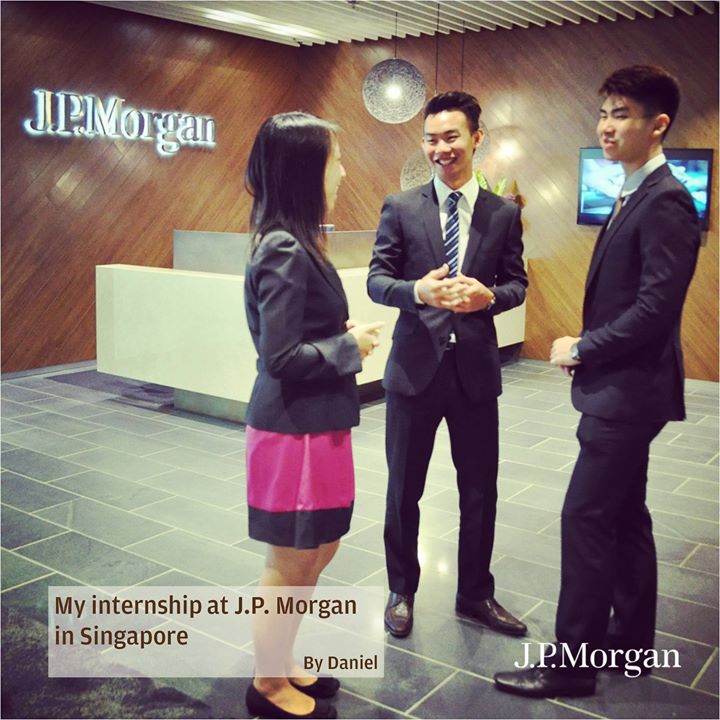 J.P.Morgan
My internship at J.P. Morgan
in Singapore
By Daniel
J.P.Morgan